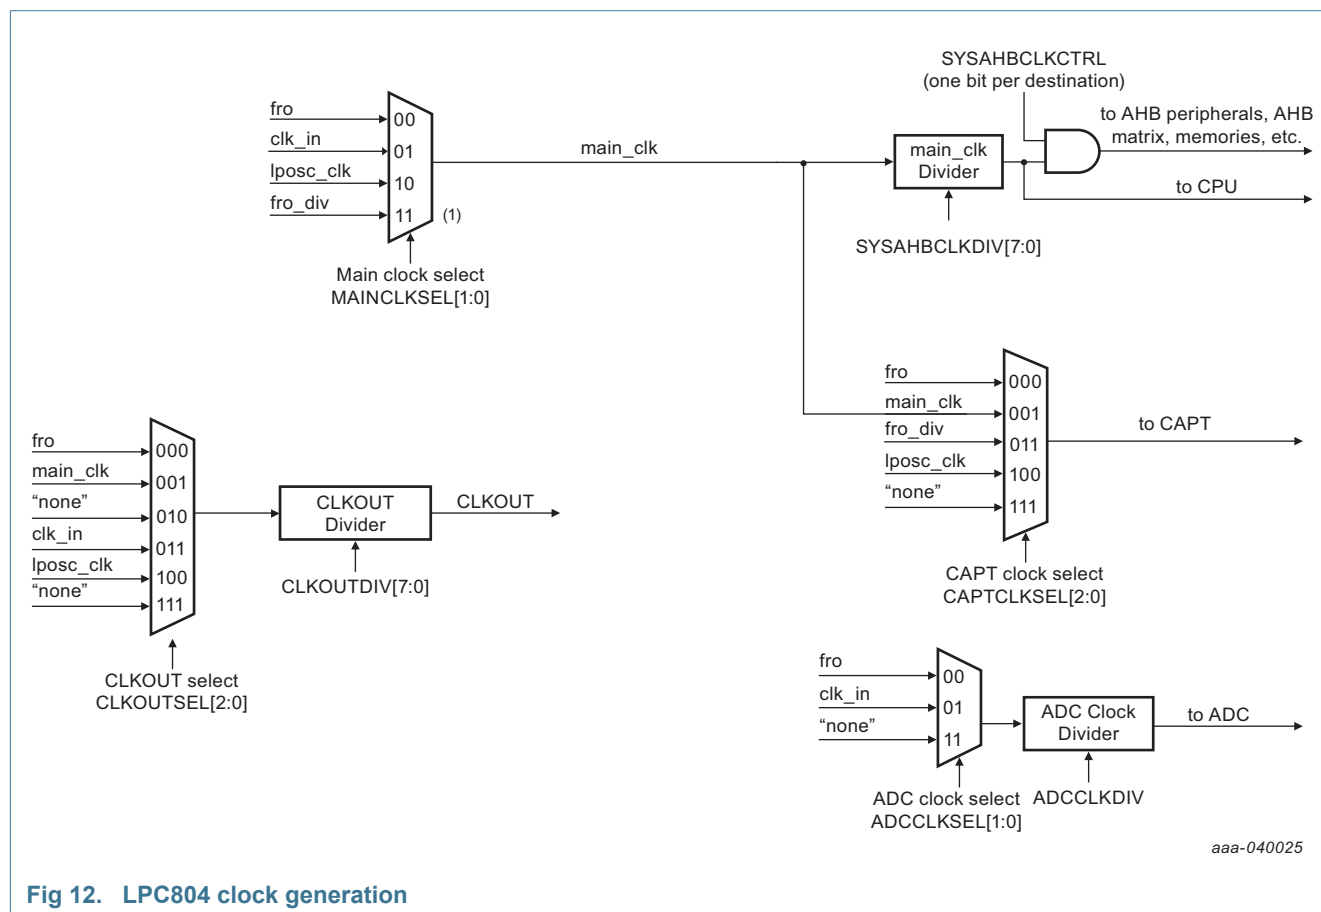 SYSAHBCLKCTRL
(one bit per destination)
fro
00
clk_in
01
lposc_clk
10
fro_div
11
(1)
Main clock select
MAINCLKSEL[1:0]
main_clk
main_clk
Divider
SYSAHBCLKDIV[7:0]
to AHB peripherals, AHB
matrix, memories, etc.
to CPU
fro
000
main_clk
001
fro_div
011
lposc_clk
100
“none”
111
to CAPT
CAPT clock select
CAPTCLKSEL[2:0]
fro
000
main_clk
001
“none”
010
clk_in
011
lposc_clk
100
“none”
111
CLKOUT select
CLKOUTSEL[2:0]
CLKOUT
Divider
CLKOUT
CLKOUTDIV[7:0]
fro
00
clk_in
01
“none”
11
ADC clock select
ADCCLKSEL[1:0]
ADC Clock
Divider
to ADC
ADCCLKDIV
aaa-040025
Fig 12. LPC804 clock generation